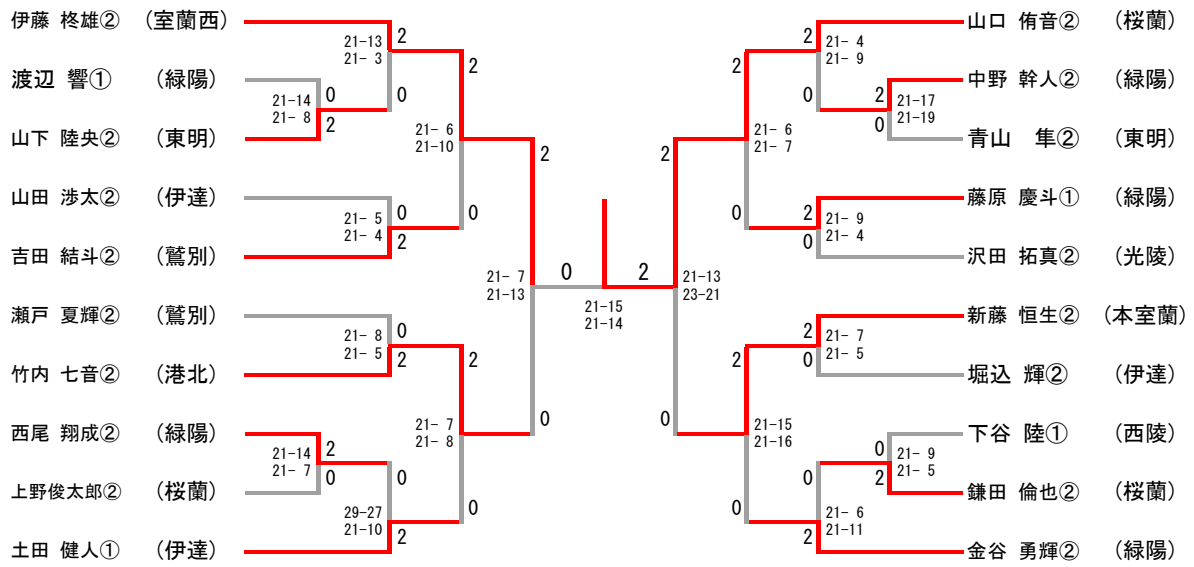 伊藤 柊雄② (室蘭西)
渡辺 響① (緑陽)
山下 陸央② (東明)
山田 渉太② (伊達)
吉田 結斗② (鷲別)
瀬戸 夏輝② (鷲別)
竹内 七音② (港北)
西尾 翔成② (緑陽)
上野俊太郎② (桜蘭)
土田 健人① (伊達)
21-13 2
21- 3 0
21-14 0
21- 8 2
2
21- 6
21-10
0
21- 5 0
21- 4 2
2
21- 7 0
21-13
0
21- 8 0
21- 5 2
2
21- 7
21- 8
0
21-14 2
21- 7 0
0
29-27
21-10 2
21-15
21-14
2 21-13
23-21
2
0
2 21- 4
21- 9
0
2 21-17
0 21-19
2
21- 6
21- 7
0
2 21- 9
0 21- 4
2 21- 7
0 21- 5
2
21-15
21-16
0
0 21- 9
2 21- 5
0
21- 6
2 21-11
山口 侑音② (桜蘭)
中野 幹人② (緑陽)
青山 隼② (東明)
藤原 慶斗① (緑陽)
沢田 拓真② (光陵)
新藤 恒生② (本室蘭)
堀込 輝② (伊達)
下谷 陸① (西陵)
鎌田 倫也② (桜蘭)
金谷 勇輝② (緑陽)